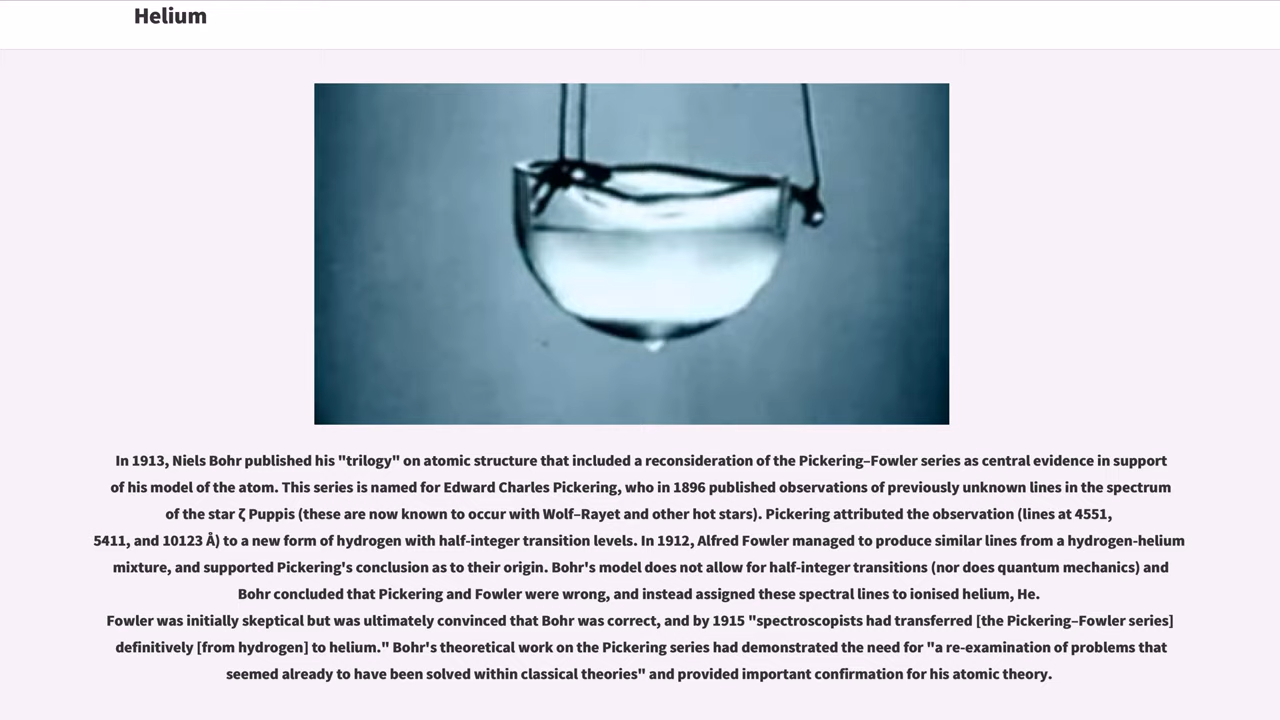 Helium
In 1913, Niels Bohr published his "trilogy" on atomic structure that included a reconsideration of the Pickering–Fowler series as central evidence in support
of his model of the atom. This series is named for Edward Charles Pickering, who in 1896 published observations of previously unknown lines in the spectrum
of the star ζ Puppis (these are now known to occur with Wolf–Rayet and other hot stars). Pickering attributed the observation (lines at 4551,
5411, and 10123 Å) to a new form of hydrogen with half-integer transition levels. In 1912, Alfred Fowler managed to produce similar lines from a hydrogen-helium
mixture, and supported Pickering's conclusion as to their origin. Bohr's model does not allow for half-integer transitions (nor does quantum mechanics) and
Bohr concluded that Pickering and Fowler were wrong, and instead assigned these spectral lines to ionised helium, He.
Fowler was initially skeptical but was ultimately convinced that Bohr was correct, and by 1915 "spectroscopists had transferred [the Pickering–Fowler series]
definitively [from hydrogen] to helium." Bohr's theoretical work on the Pickering series had demonstrated the need for "a re-examination of problems that
seemed already to have been solved within classical theories" and provided important confirmation for his atomic theory.